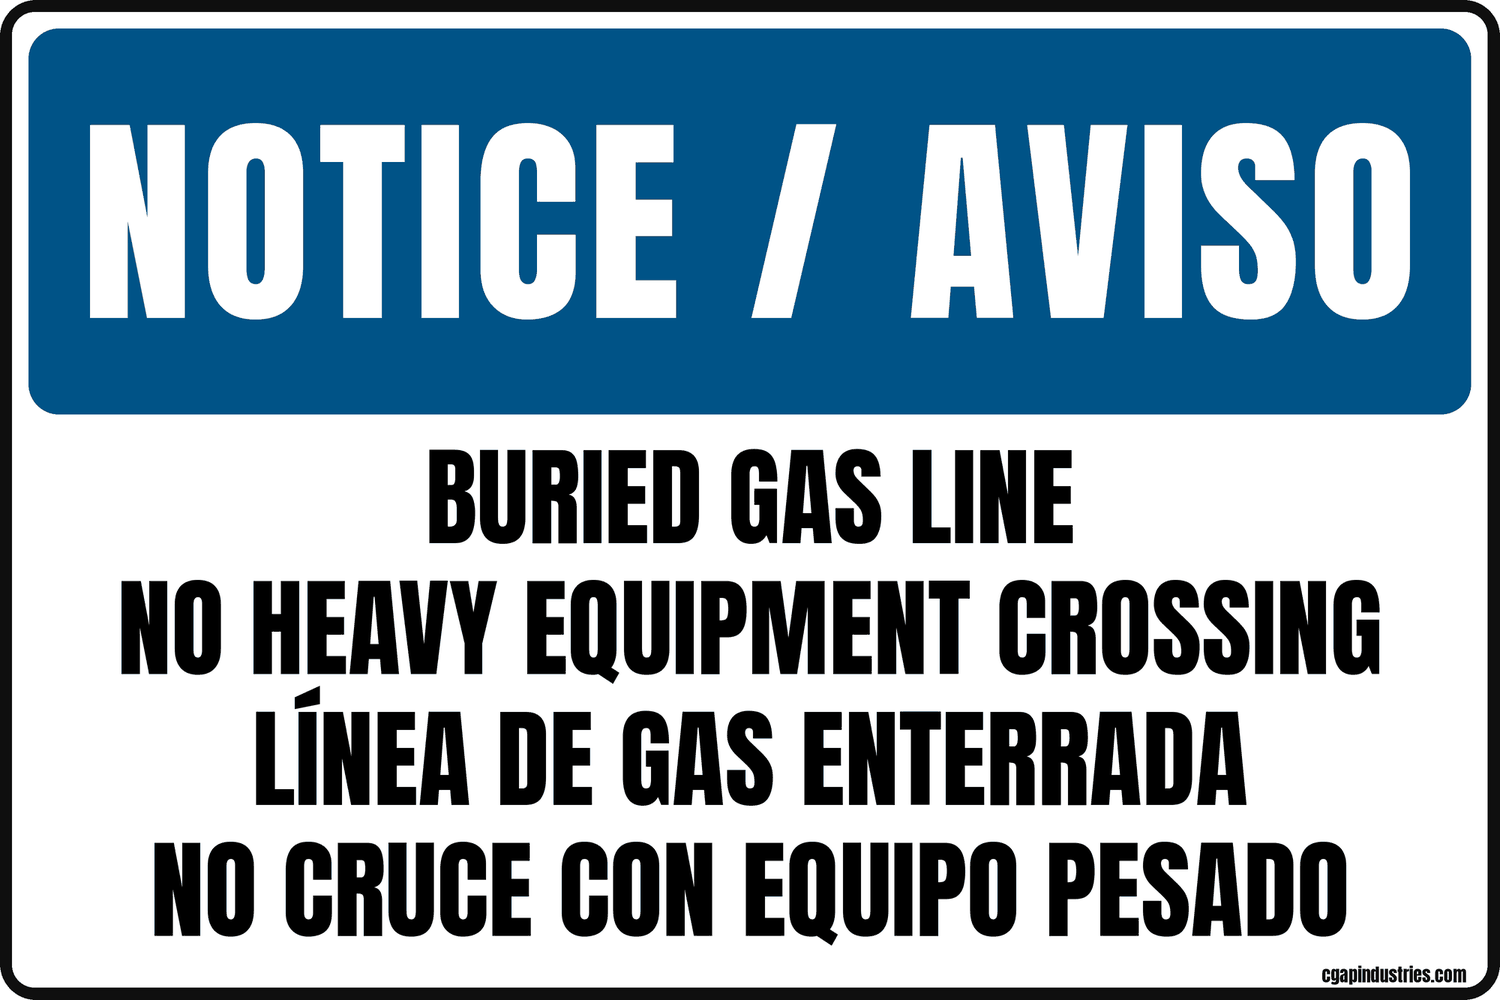 NOTICE / AVISO
BURIED GAS LINE
NO HEAVY EQUIPMENT CROSSING
LÍNEA DE GAS ENTERRADA
NO CRUCE CON EQUIPO PESADO
cgapindustries.com